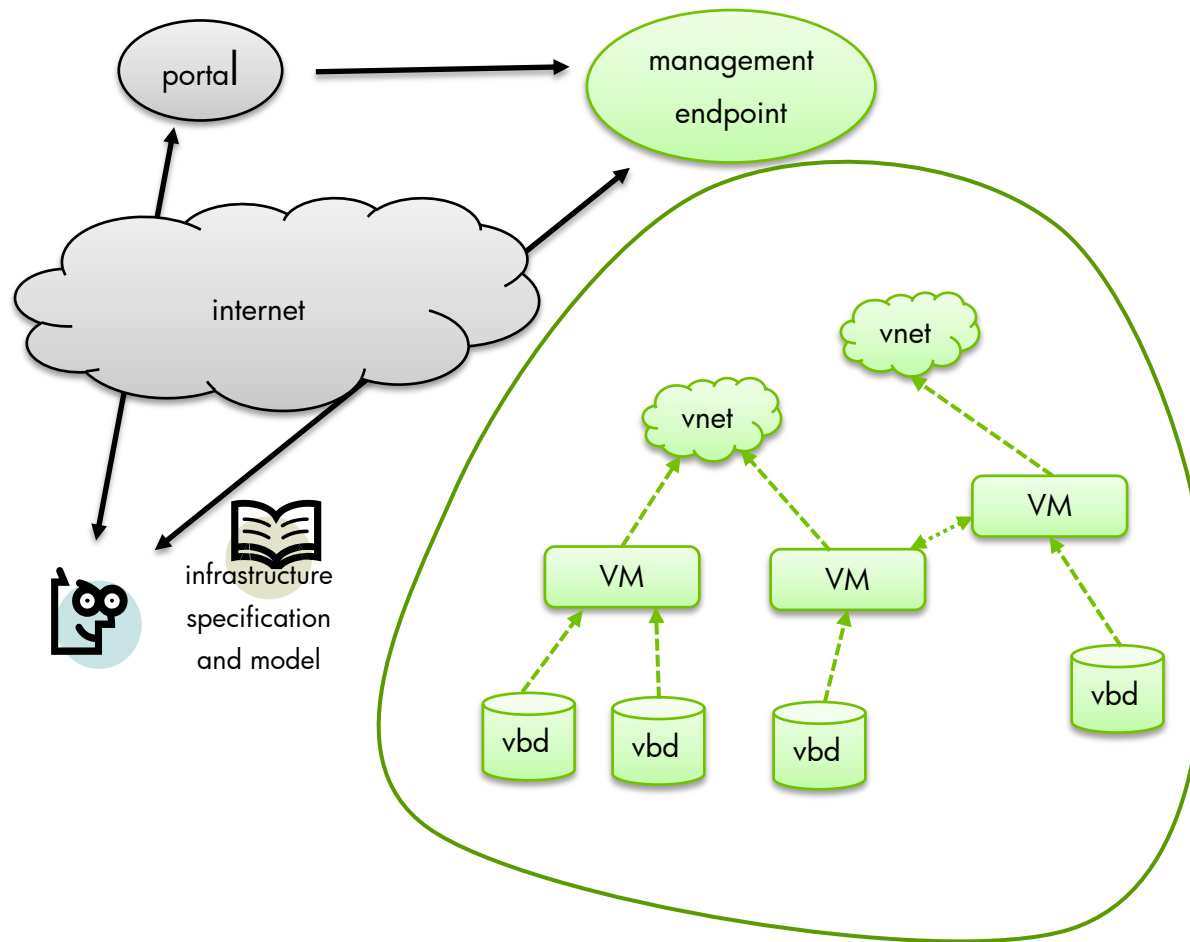 portal
management
endpoint
internet
vnet
vnet
VM
VM
VM
infrastructure
specification
and model
vbd
vbd
vbd
vbd